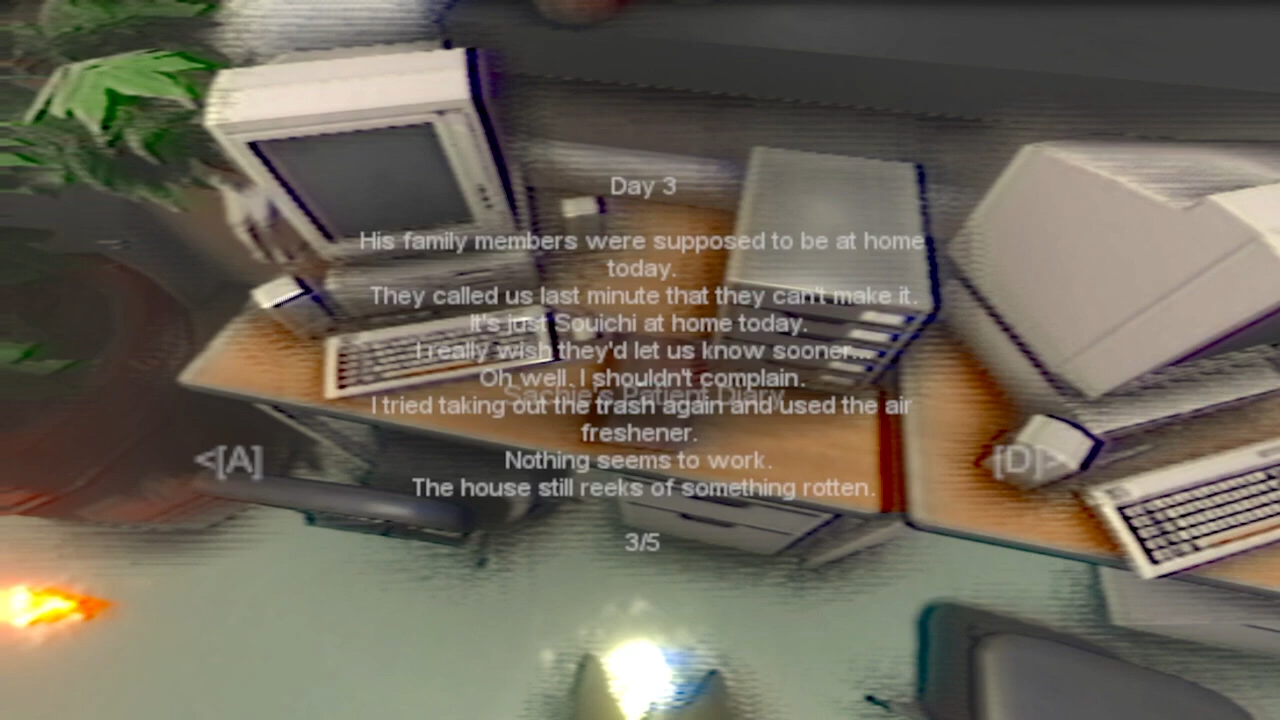 Day 3
His family members were supposed to be at home
today.
They called us last minute that they can't make it.
It's just Souichi at home today.
I really wish they'd let us know sooner...
Oh well. I shouldn't complain.
Sachie's Patient Diary
I tried taking out the trash again and used the air
freshener.
<[A]
[D]>
Nothing seems to work.
The house still reeks of something rotten.
3/5